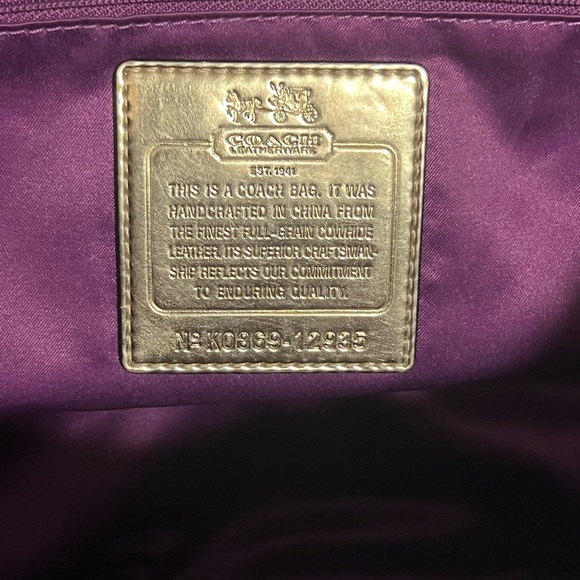 COACH
LEATHERWARE
EST. 1941
THIS IS A COACH BAG. IT WAS
HANDCRAFTED IN CHINA FROM
THE FINEST FULL-GRAIN COWHIDE
LEATHER, ITS SUPERIOR CRAFTSMAN-
SHIP REFLECTS OUR COMMITMENT
TO ENDURING QUALITY.
Nº K0369-12935